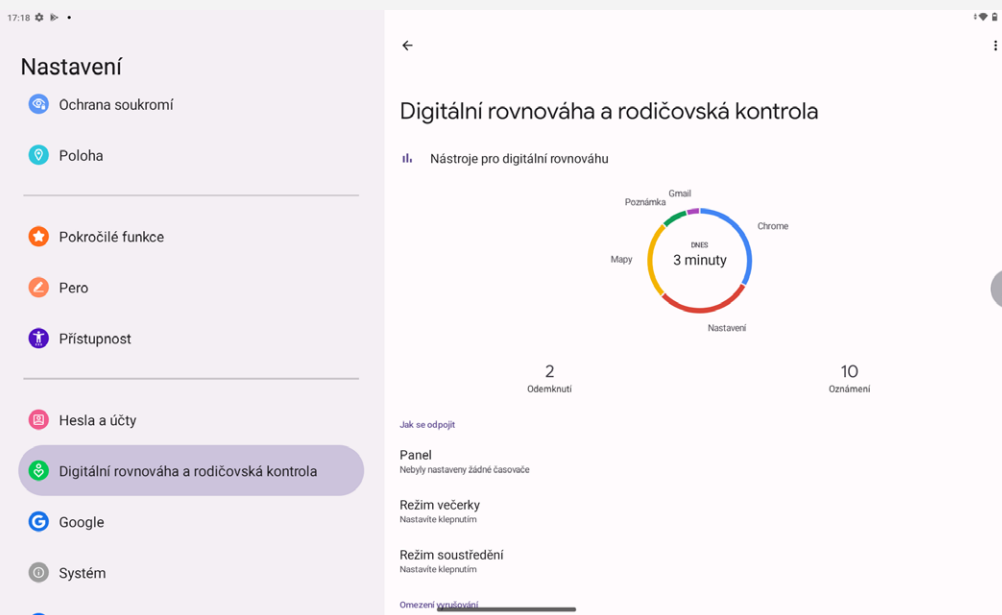 17:18
Nastavení
Ochrana soukromí
Poloha
Pokročilé funkce
Pero
Přístupnost
Hesla a účty
Digitální rovnováha a rodičovská kontrola
Google
Systém
Digitální rovnováha a rodičovská kontrola
Nástroje pro digitální rovnováhu
Gmail
Poznámka
Chrome
DNES
3 minuty
Mapy
Nastavení
2
Odemknutí
10
Oznámení
Jak se odpojit
Panel
Nebyly nastaveny žádné časovače
Režim večerky
Nastavíte klepnutím
Režim soustředění
Nastavíte klepnutím
Omezení vyrušování